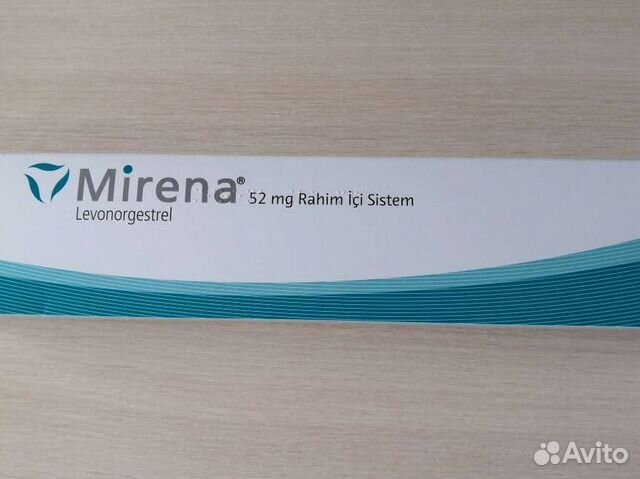 Mirena® 52 mg Rahim İçi Sistem
Levonorgestrel
Avito